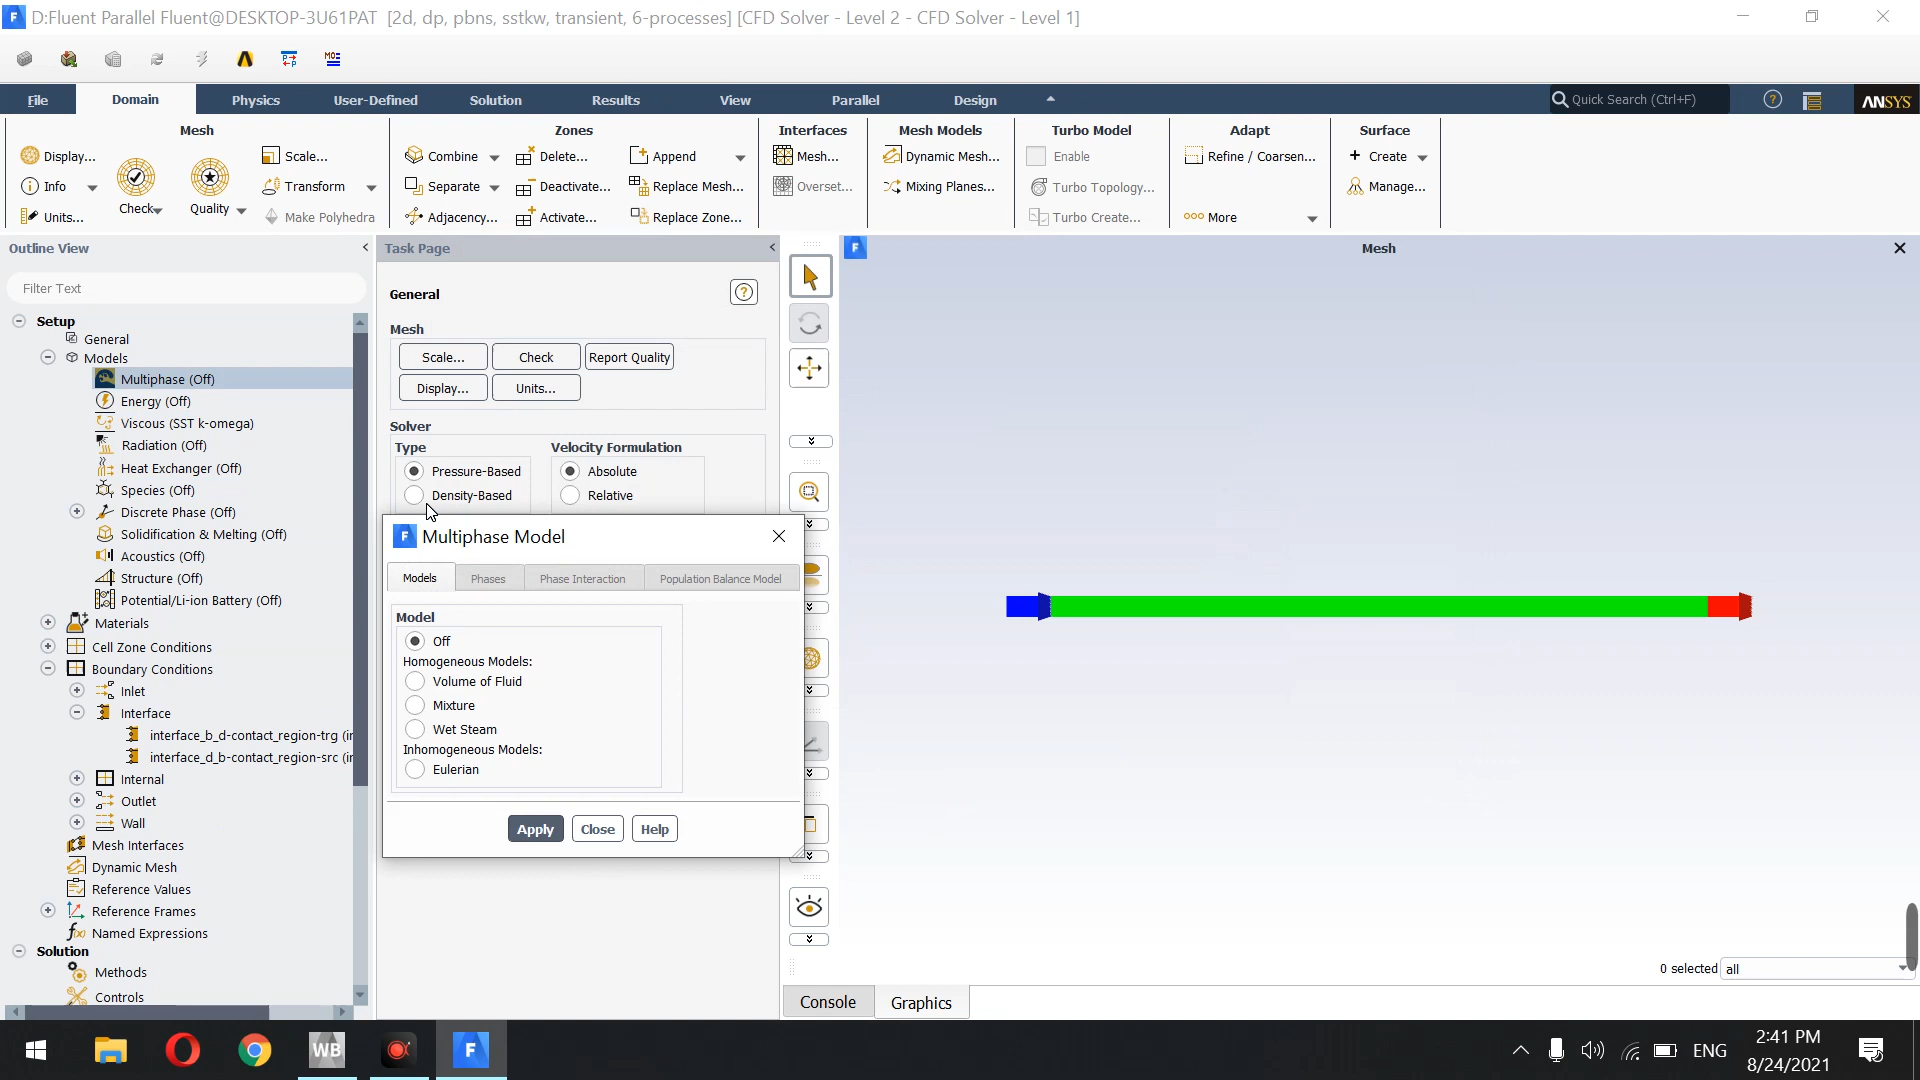 D:Fluent Parallel Fluent@DESKTOP-3U61PAT [2d, dp, pbns, sstkw, transient, 6-processes] [CFD Solver - Level 2 - CFD Solver - Level 1]
File Domain Physics User-Defined Solution Results View Parallel Design Quick Search (Ctrl+F) ANSYS
Mesh Zones Interfaces Mesh Models Turbo Model Adapt Surface
Display... Scale... Combine Delete... Append Mesh... Dynamic Mesh... Enable Refine / Coarsen... Create
Info Transform Separate Deactivate... Replace Mesh... Overset... Mixing Planes... Turbo Topology... Manage...
Check Quality
Units... Make Polyhedra Adjacency... Activate... Replace Zone... Turbo Create... More
Outline View
Filter Text
Setup
General
Models
Multiphase (Off)
Energy (Off)
Viscous (SST k-omega)
Radiation (Off)
Heat Exchanger (Off)
Species (Off)
Discrete Phase (Off)
Solidification & Melting (Off)
Acoustics (Off)
Structure (Off)
Potential/Li-ion Battery (Off)
Materials
Cell Zone Conditions
Boundary Conditions
Inlet
Interface
interface_b_d-contact_region-trg (in
interface_d_b-contact_region-src (in
Internal
Outlet
Wall
Mesh Interfaces
Dynamic Mesh
Reference Values
Reference Frames
Named Expressions
Solution
Methods
Controls
Task Page
General
Mesh
Scale... Check Report Quality
Display... Units...
Solver
Type Velocity Formulation
Pressure-Based Absolute
Density-Based Relative
Multiphase Model
Models Phases Phase Interaction Population Balance Model
Model
Off
Homogeneous Models:
Volume of Fluid
Mixture
Wet Steam
Inhomogeneous Models:
Eulerian
Apply Close Help
Mesh
0 selected all
Console Graphics
WB
ENG
2:41 PM
8/24/2021